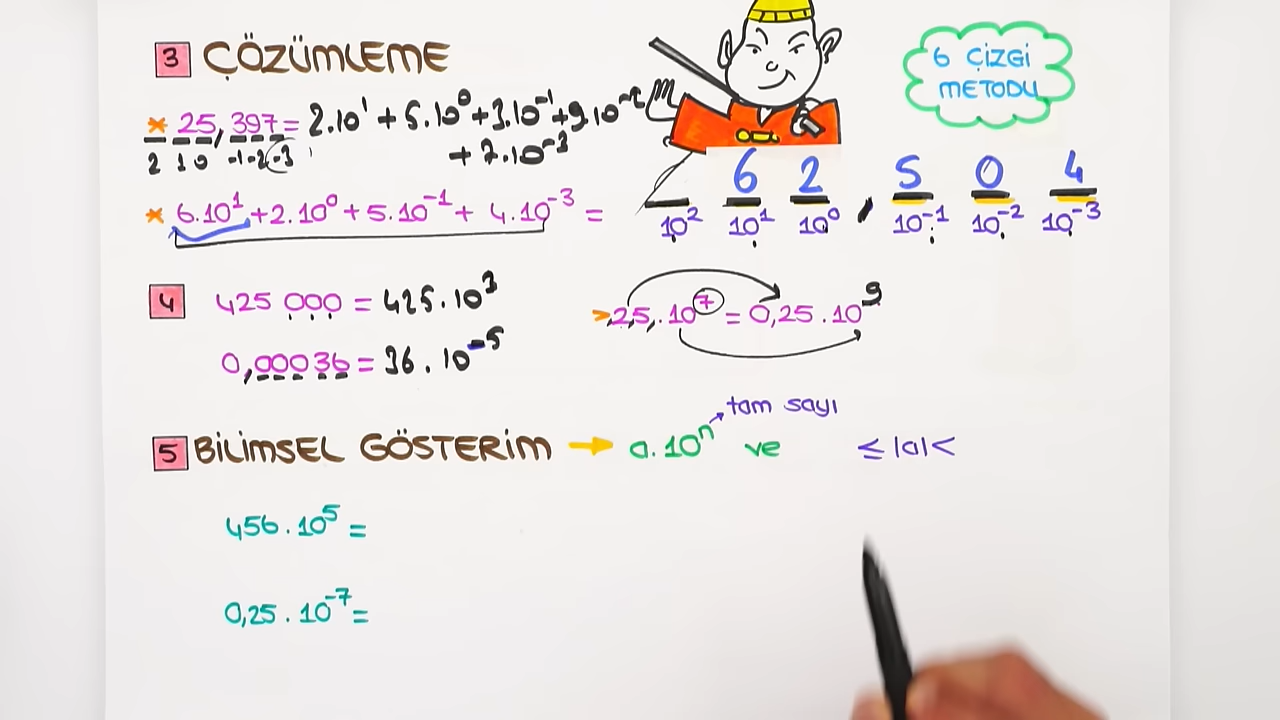 3 ÇÖZÜMLEME
6 ÇİZGİ
METODU
* 25,397 = 2.10¹ + 5.10⁰ + 3.10⁻¹ + 9.10⁻²
2 1 0 -1 -2 -3
+ 7.10⁻³
6 2 , 5 0 4
* 6.10¹ + 2.10⁰ + 5.10⁻¹ + 4.10⁻³ =
10² 10¹ 10⁰ 10⁻¹ 10⁻² 10⁻³
4 425 000 = 425.10³
25.10⁷ = 0,25.10⁹
0,00036 = 36.10⁻⁵
tam sayı
5 BİLİMSEL GÖSTERİM → a.10ⁿ ve ≤ |a| <
456.10⁵ =
0,25.10⁻⁷ =